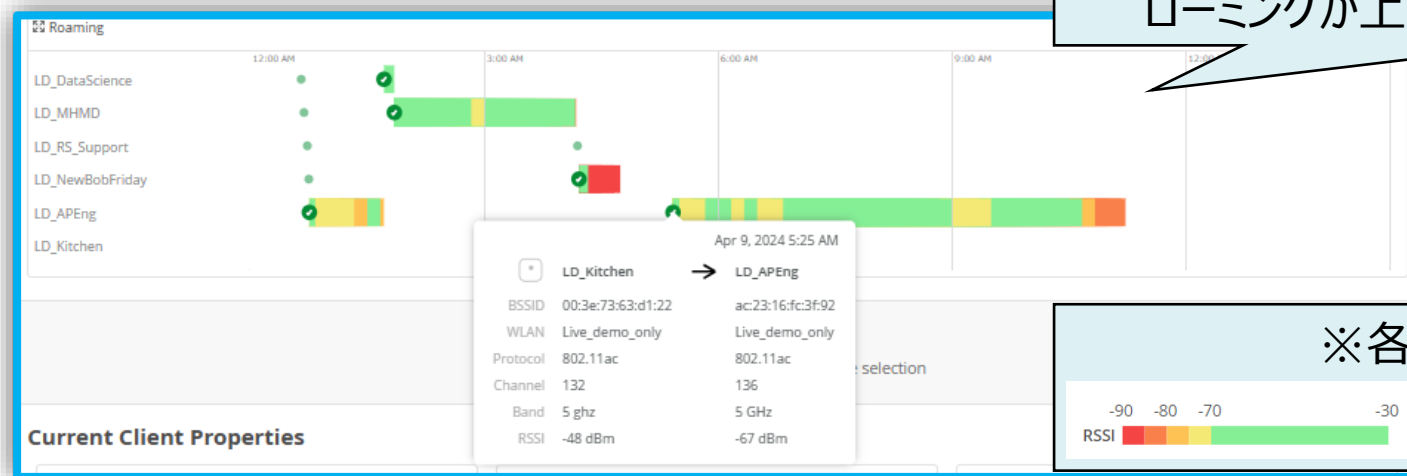 ローミングが上
Roaming
12:00 AM 3:00 AM 6:00 AM 9:00 AM 12:00
LD_DataScience
LD_MHMD
LD_RS_Support
LD_NewBobFriday
LD_APEng
LD_Kitchen
Apr 9, 2024 5:25 AM
LD_Kitchen → LD_APEng
BSSID 00:3e:73:63:d1:22 ac:23:16:fc:3f:92
WLAN Live_demo_only Live_demo_only
Protocol 802.11ac 802.11ac
Channel 132 136
Band 5 ghz 5 GHz
RSSI -48 dBm -67 dBm
selection
Current Client Properties
※各
-90 -80 -70 -30
RSSI